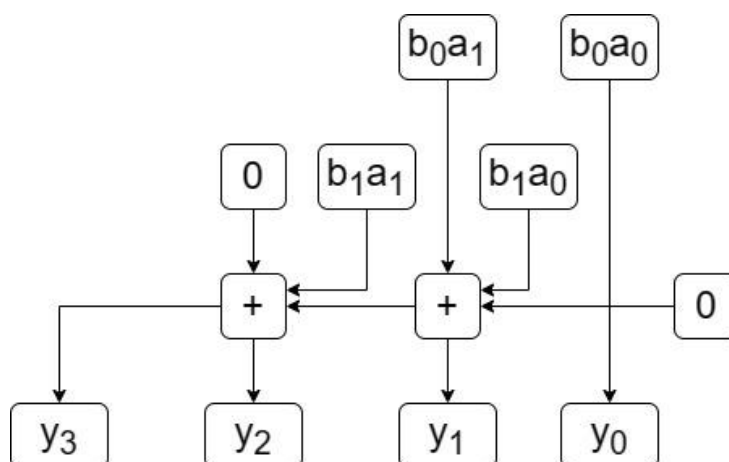 b₀a₁ b₀a₀
0 b₁a₁ b₁a₀
+ + 0
y₃ y₂ y₁ y₀